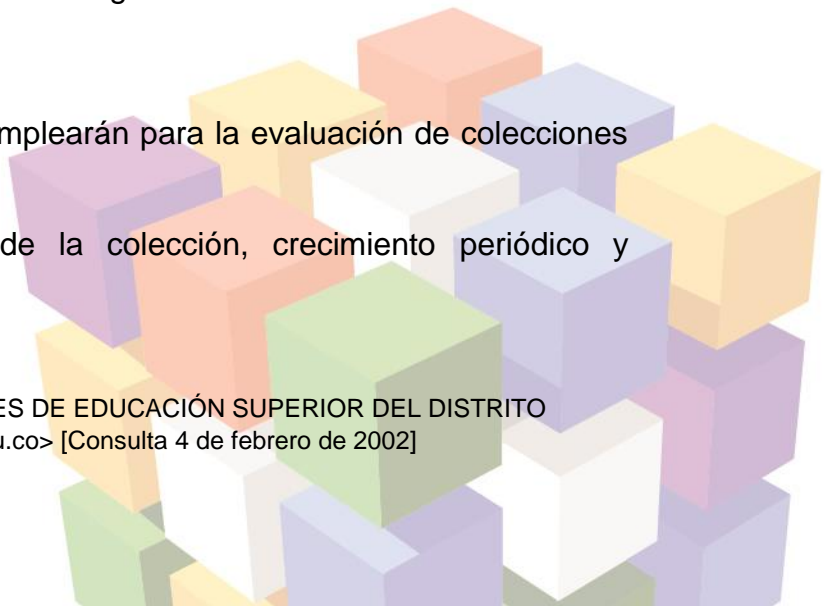 mplearán para la evaluación de colecciones
de la colección, crecimiento periódico y
ES DE EDUCACIÓN SUPERIOR DEL DISTRITO
u.co> [Consulta 4 de febrero de 2002]